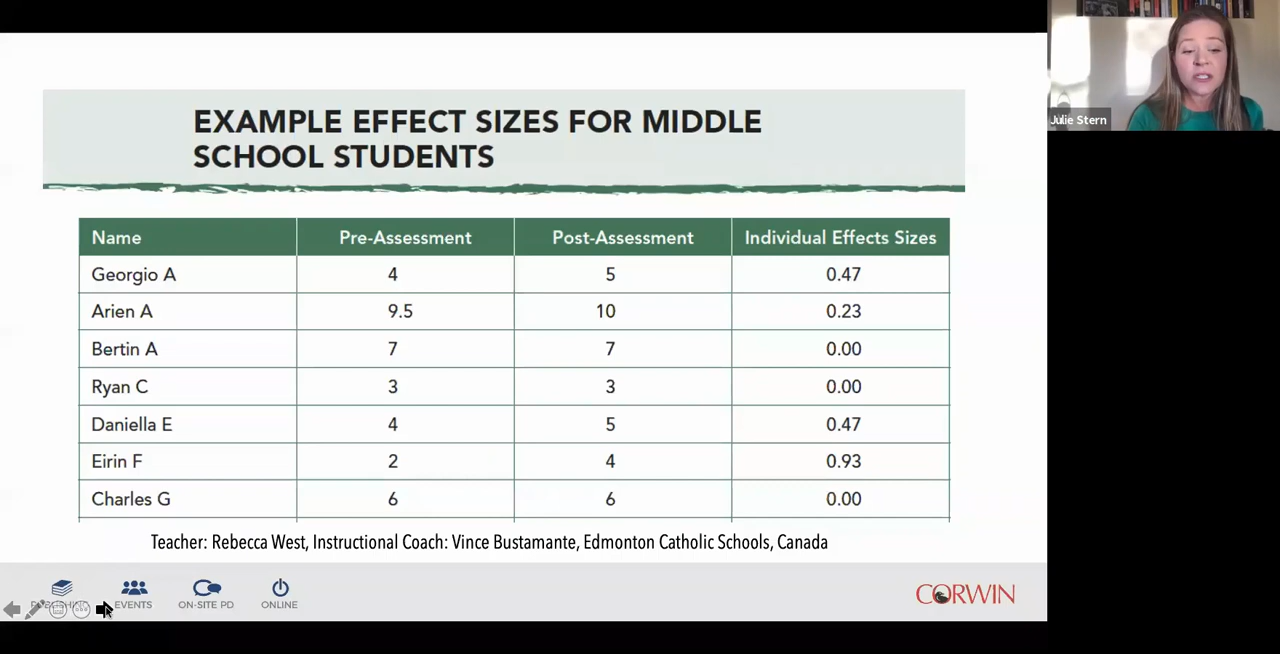 EXAMPLE EFFECT SIZES FOR MIDDLE
SCHOOL STUDENTS
Name Pre-Assessment Post-Assessment Individual Effects Sizes
Georgio A 4 5 0.47
Arien A 9.5 10 0.23
Bertin A 7 7 0.00
Ryan C 3 3 0.00
Daniella E 4 5 0.47
Eirin F 2 4 0.93
Charles G 6 6 0.00
Teacher: Rebecca West, Instructional Coach: Vince Bustamante, Edmonton Catholic Schools, Canada
EVENTS ON-SITE PD ONLINE
CORWIN
Julie Stern